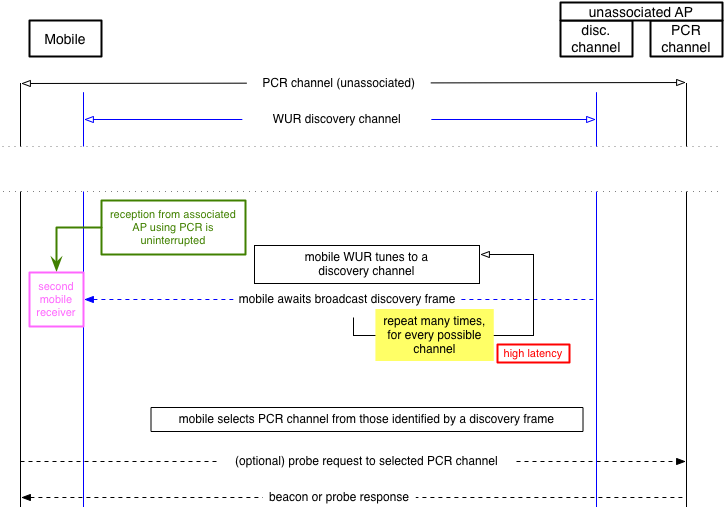 unassociated AP
Mobile
disc.
channel
PCR
channel
PCR channel (unassociated)
WUR discovery channel
reception from associated
AP using PCR is
uninterrupted
mobile WUR tunes to a
discovery channel
second
mobile
receiver
mobile awaits broadcast discovery frame
repeat many times,
for every possible
channel
high latency
mobile selects PCR channel from those identified by a discovery frame
(optional) probe request to selected PCR channel
beacon or probe response